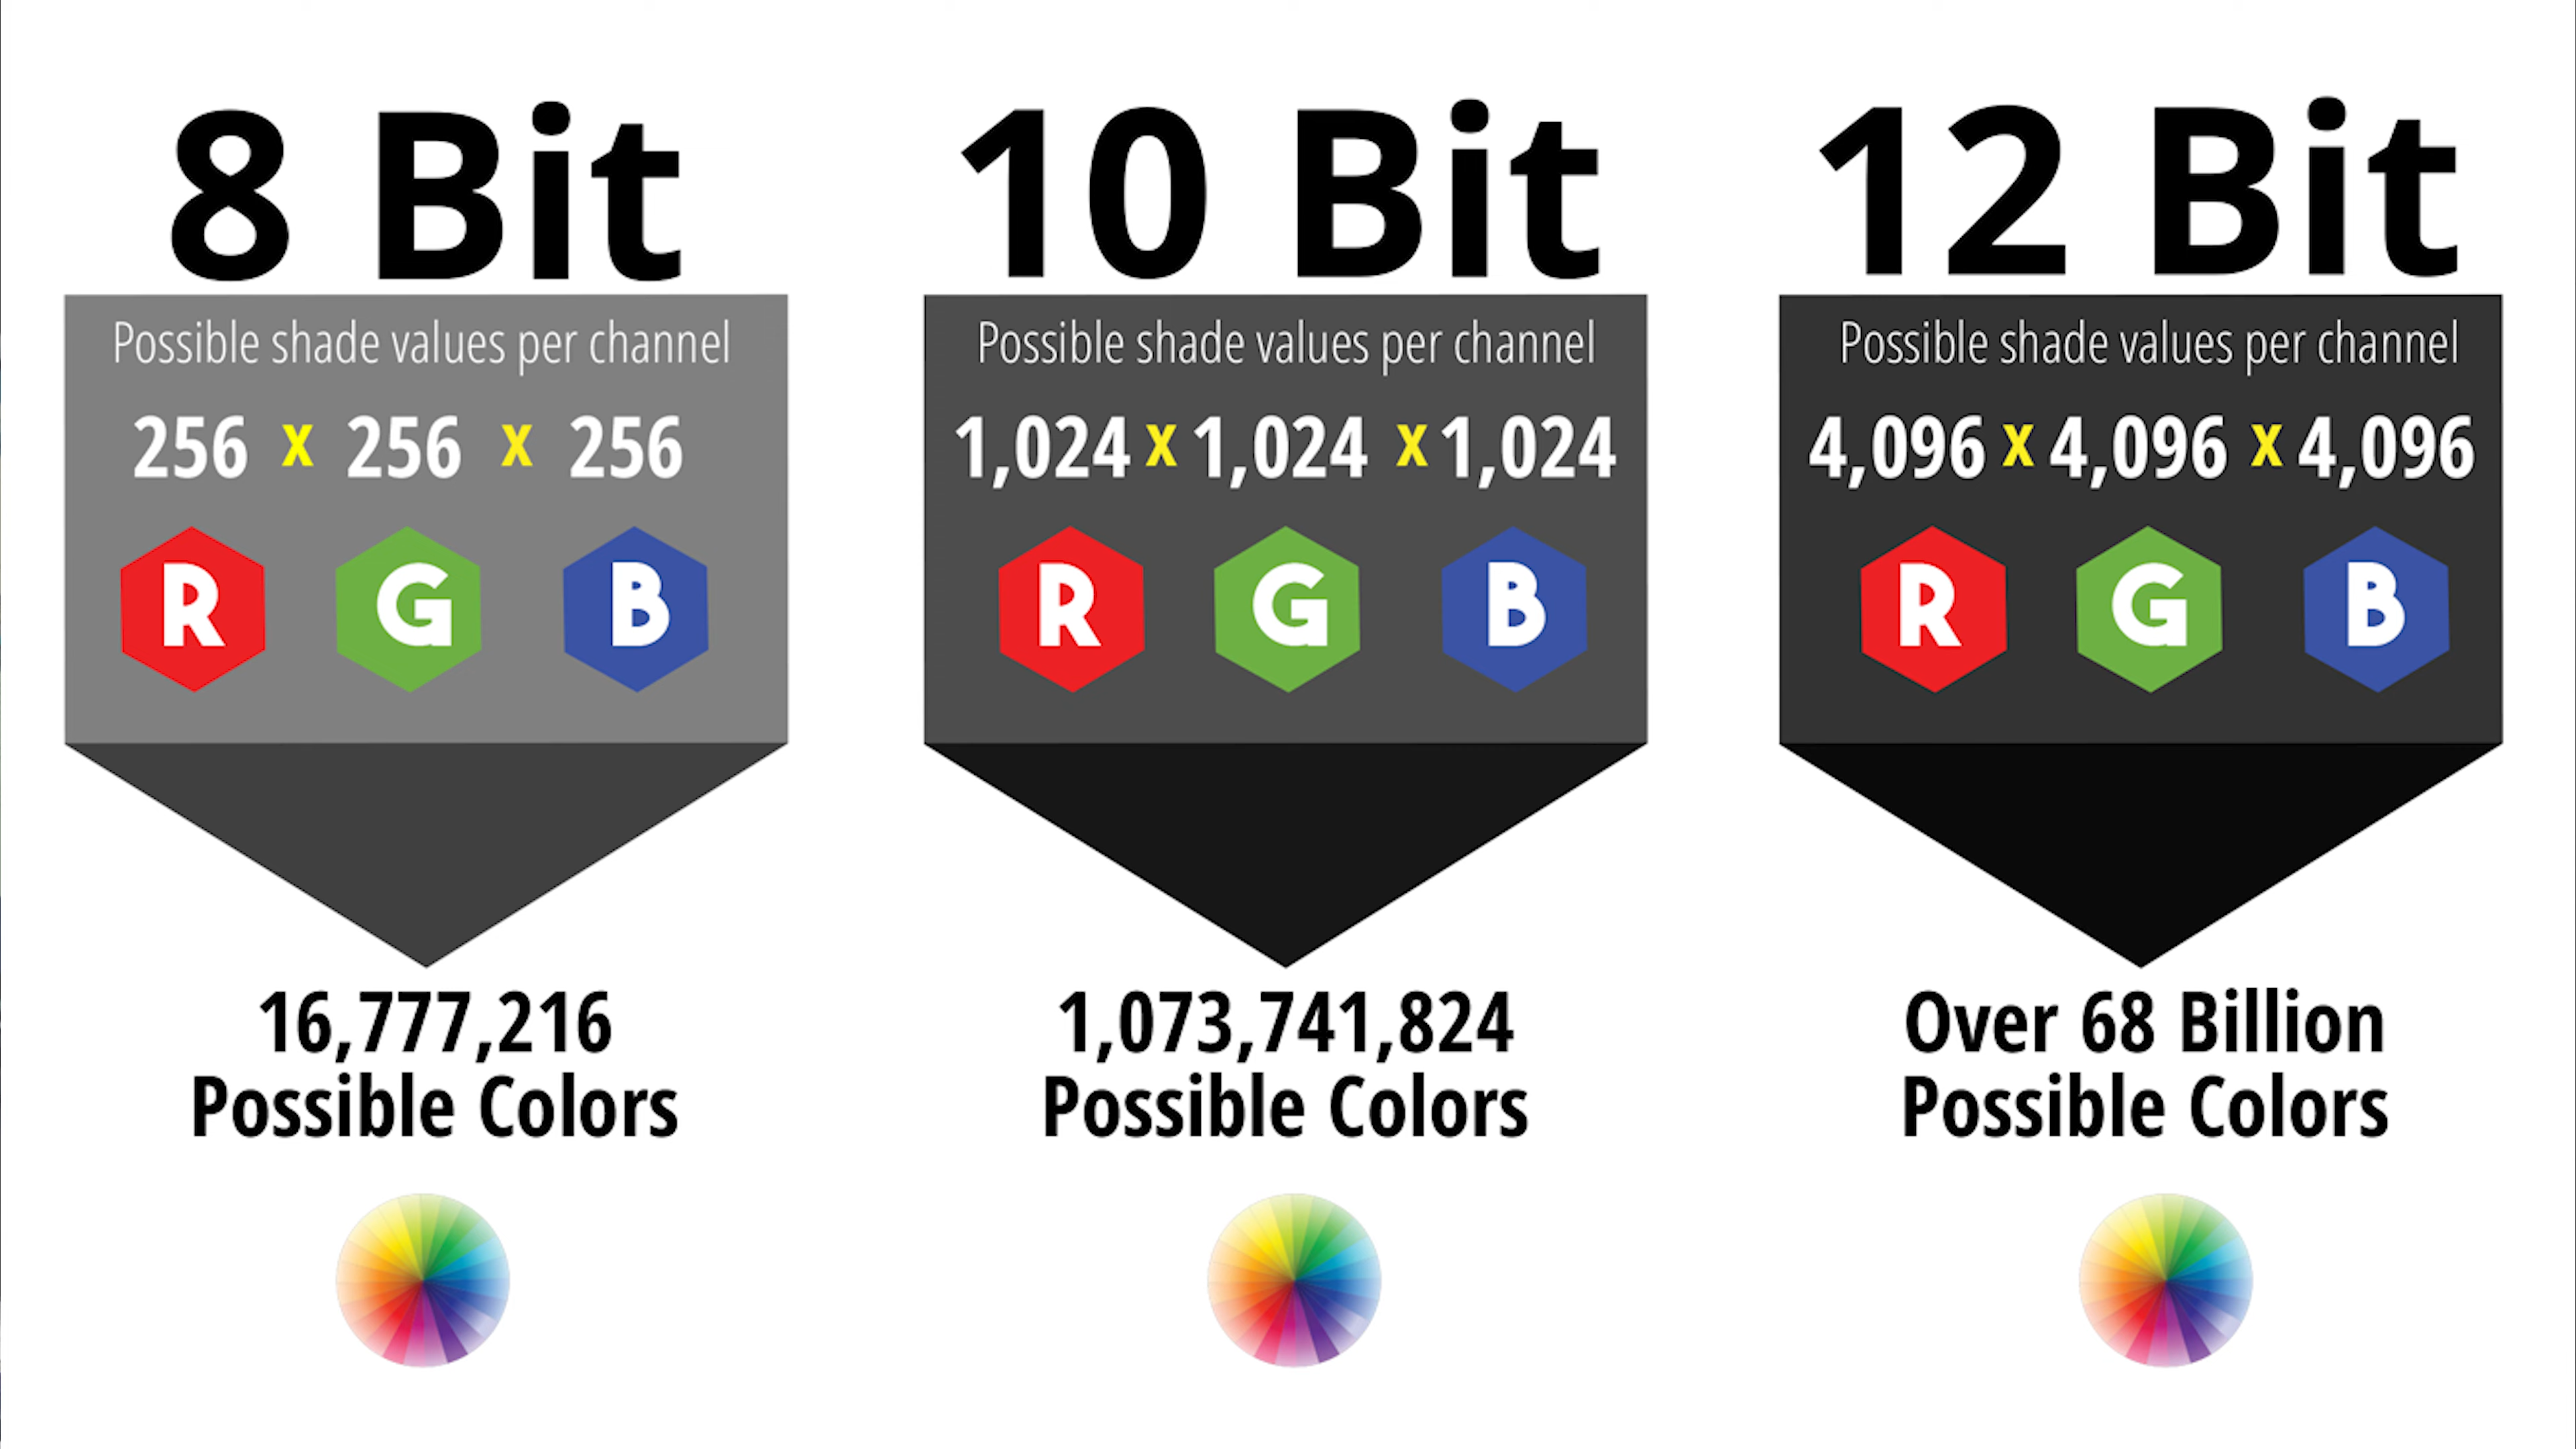 8 Bit
Possible shade values per channel
256 x 256 x 256
R G B
16,777,216
Possible Colors
10 Bit
Possible shade values per channel
1,024 x 1,024 x 1,024
R G B
1,073,741,824
Possible Colors
12 Bit
Possible shade values per channel
4,096 x 4,096 x 4,096
R G B
Over 68 Billion
Possible Colors